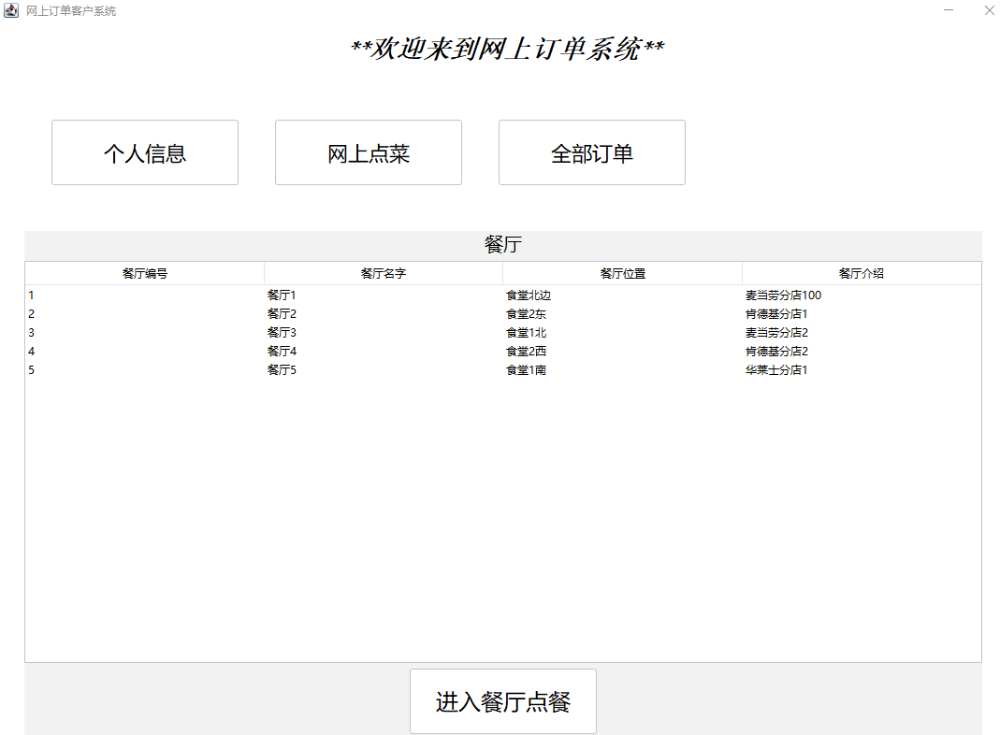 网上订单客户系统
**欢迎来到网上订单系统**
个人信息 网上点菜 全部订单
餐厅
餐厅编号 餐厅名字 餐厅位置 餐厅介绍
1 餐厅1 食堂北边 麦当劳分店100
2 餐厅2 食堂2东 肯德基分店1
3 餐厅3 食堂1北 麦当劳分店2
4 餐厅4 食堂2西 肯德基分店2
5 餐厅5 食堂1南 华莱士分店1
进入餐厅点餐